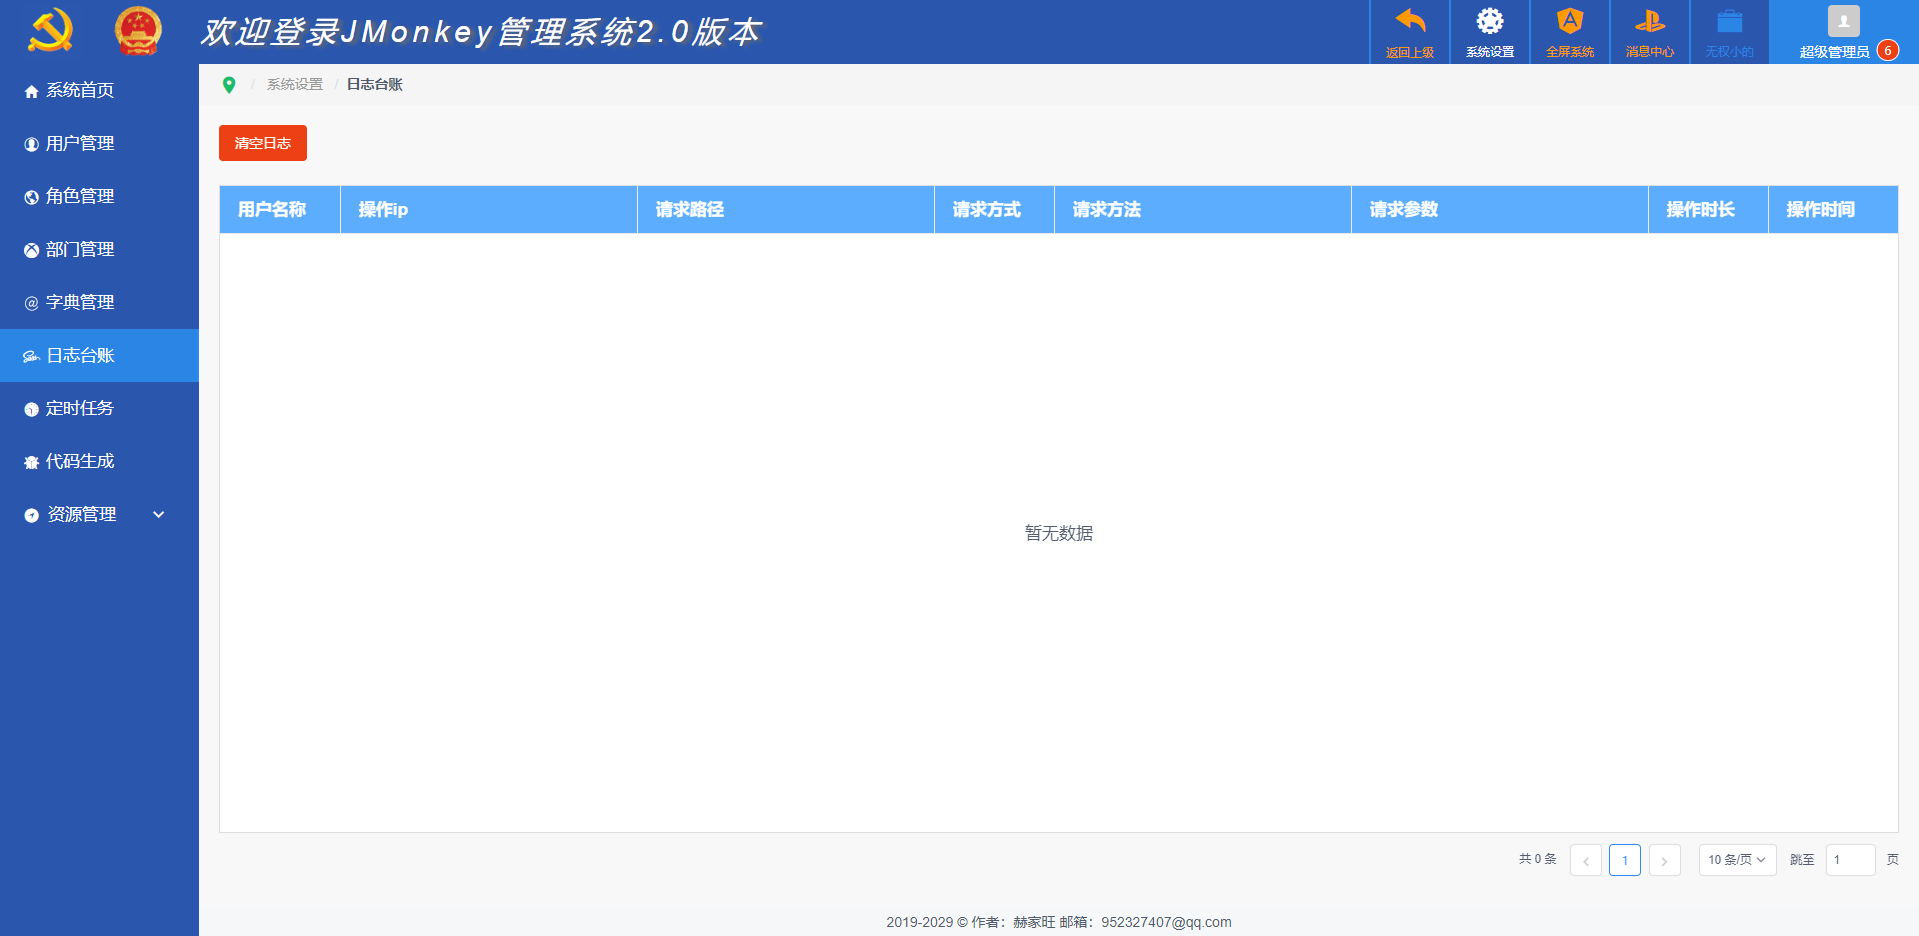 欢迎登录JMonkey管理系统2.0版本
返回上级
系统设置
全屏系统
消息中心
无权小的
超级管理员 6
系统首页
用户管理
角色管理
部门管理
@ 字典管理
日志台账
定时任务
代码生成
资源管理
/ 系统设置 / 日志台账
清空日志
用户名称 操作ip 请求路径 请求方式 请求方法 请求参数 操作时长 操作时间
暂无数据
共 0 条 1 10 条/页 跳至 1 页
2019-2029 © 作者：赫家旺 邮箱：952327407@qq.com